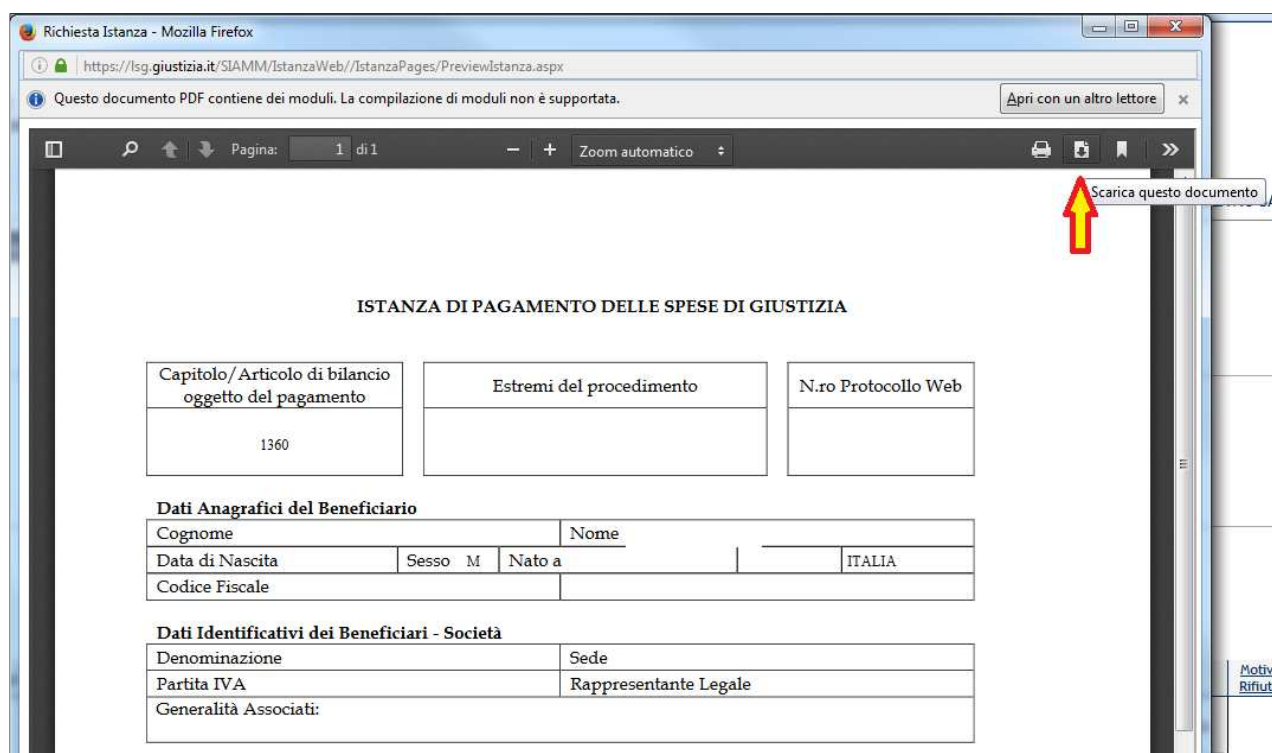 Richiesta Istanza - Mozilla Firefox
https://lsg.giustizia.it/SIAMM/IstanzaWeb//IstanzaPages/PreviewIstanza.aspx
Questo documento PDF contiene dei moduli. La compilazione di moduli non è supportata.
Apri con un altro lettore
Pagina: 1 di 1
Zoom automatico
Scarica questo documento
ISTANZA DI PAGAMENTO DELLE SPESE DI GIUSTIZIA
Capitolo/Articolo di bilancio
oggetto del pagamento
Estremi del procedimento
N.ro Protocollo Web
1360
Dati Anagrafici del Beneficiario
Cognome Nome
Data di Nascita Sesso M Nato a ITALIA
Codice Fiscale
Dati Identificativi dei Beneficiari - Società
Denominazione Sede
Partita IVA Rappresentante Legale
Generalità Associati:
Motiv
Rifiut